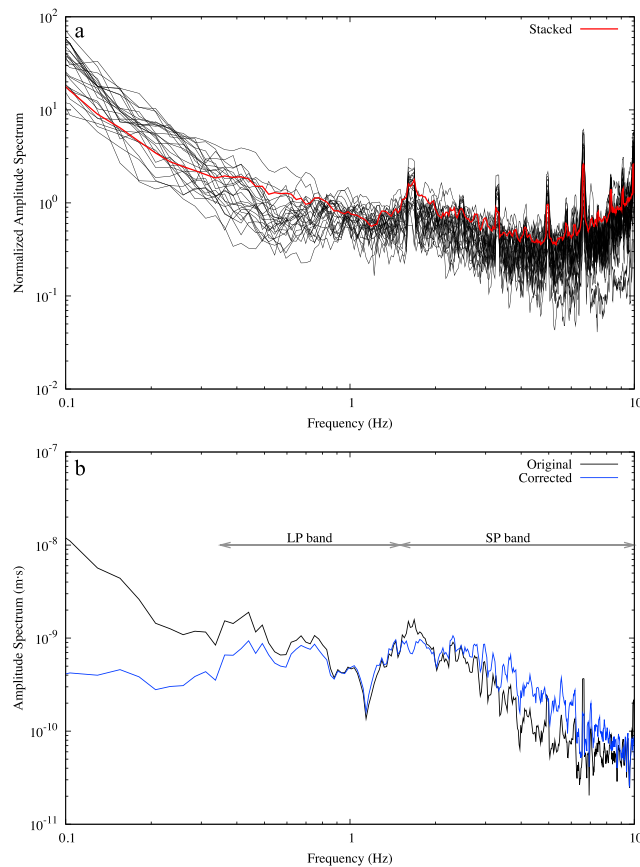 a
Stacked
10^2
10^1
10^0
10^-1
10^-2
Normalized Amplitude Spectrum
0.1
1
10
Frequency (Hz)
b
Original
Corrected
LP band
SP band
10^-7
10^-8
10^-9
10^-10
10^-11
Amplitude Spectrum (m·s)
0.1
1
10
Frequency (Hz)